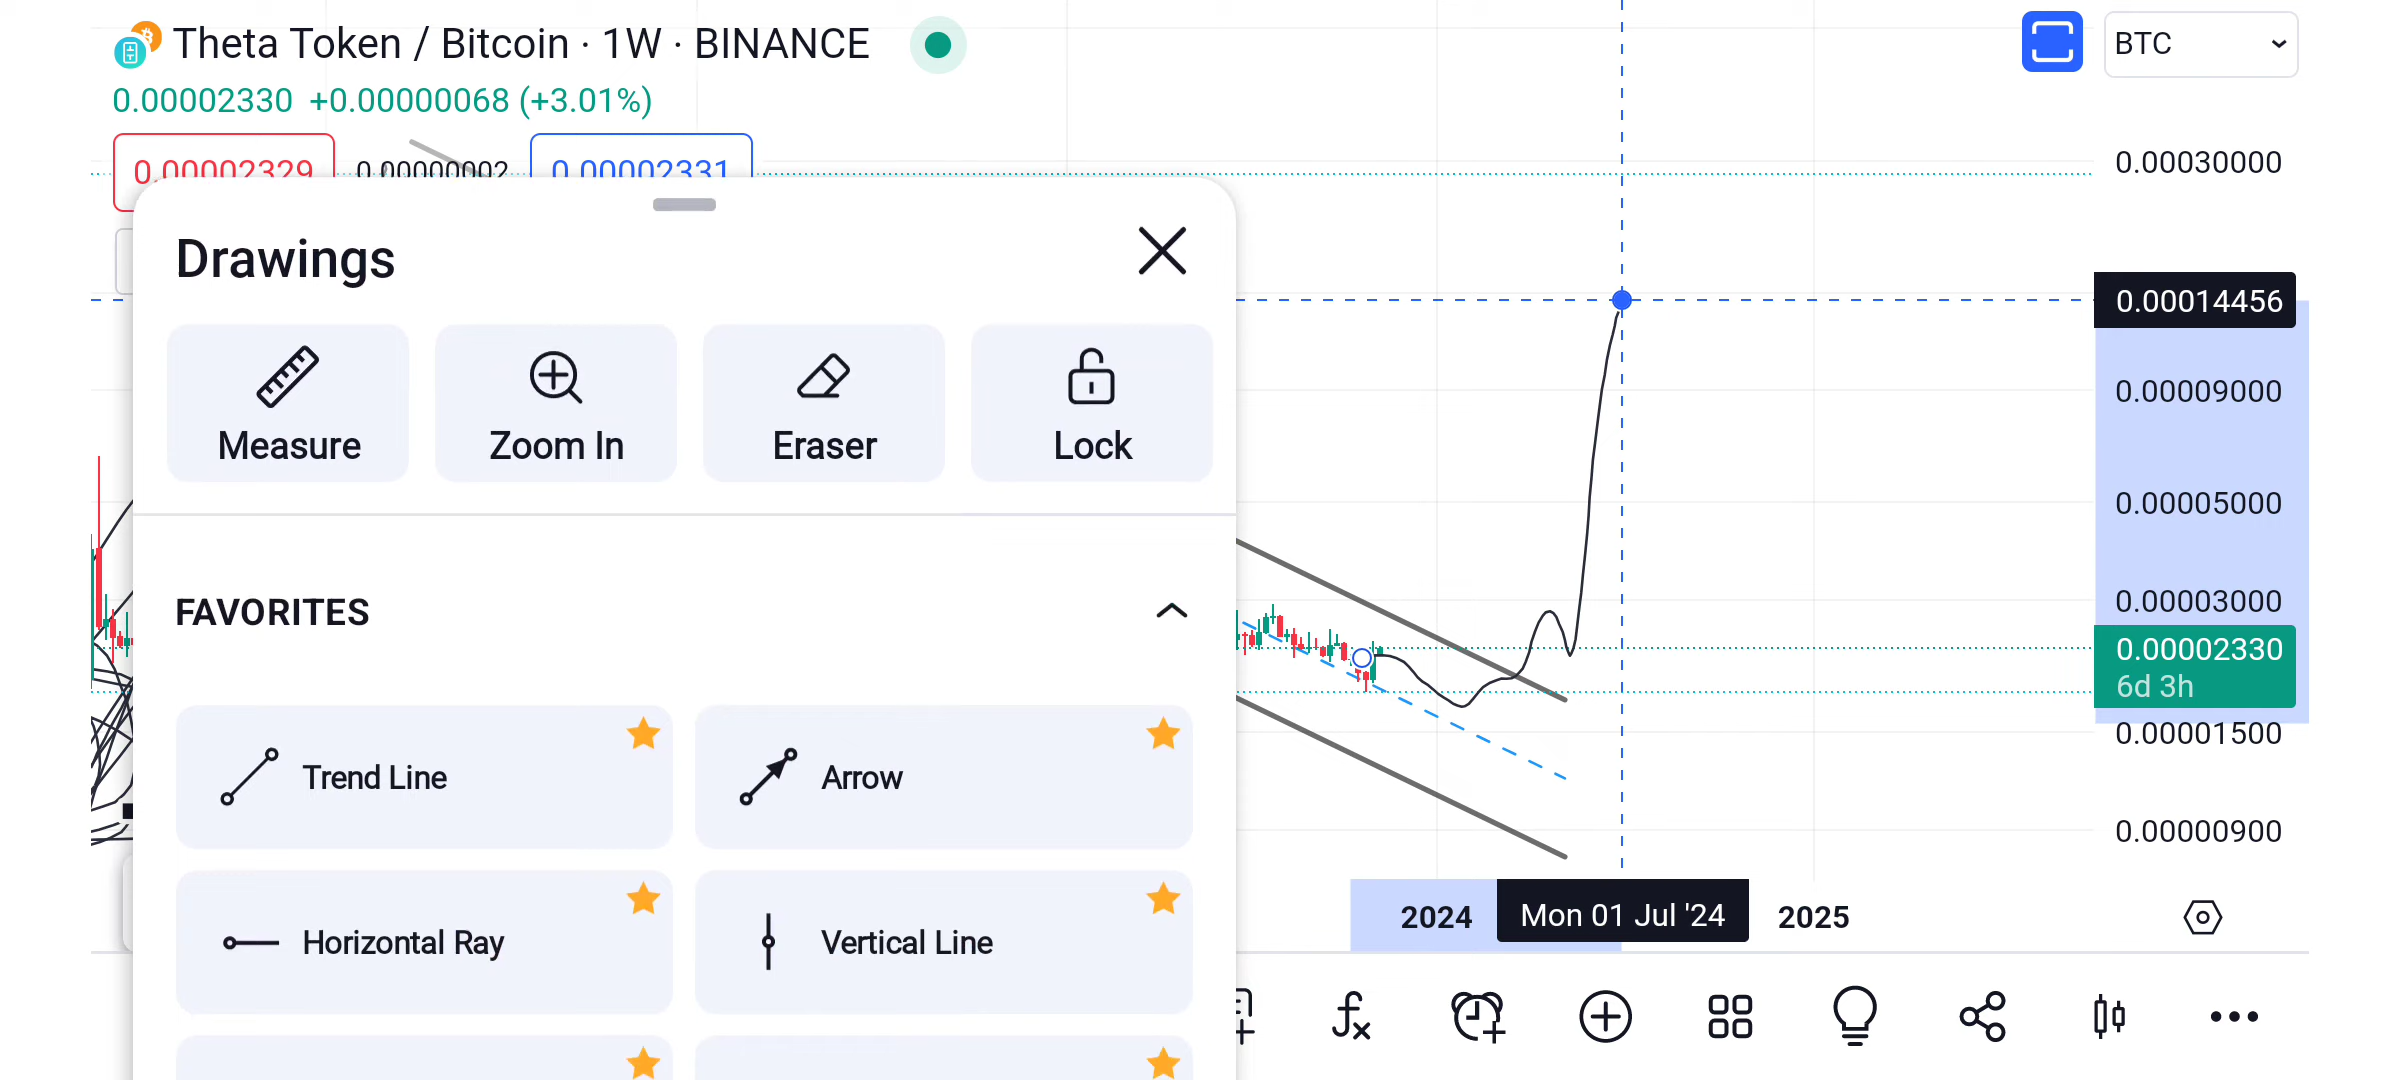 Theta Token / Bitcoin · 1W · BINANCE
0.00002330 +0.00000068 (+3.01%)
0.00002329 0.00000002 0.00002331
Drawings
Measure
Zoom In
Eraser
Lock
FAVORITES
Trend Line
Arrow
Horizontal Ray
Vertical Line
BTC
0.00030000
0.00014456
0.00009000
0.00005000
0.00003000
0.00002330
6d 3h
0.00001500
0.00000900
2024 Mon 01 Jul '24 2025